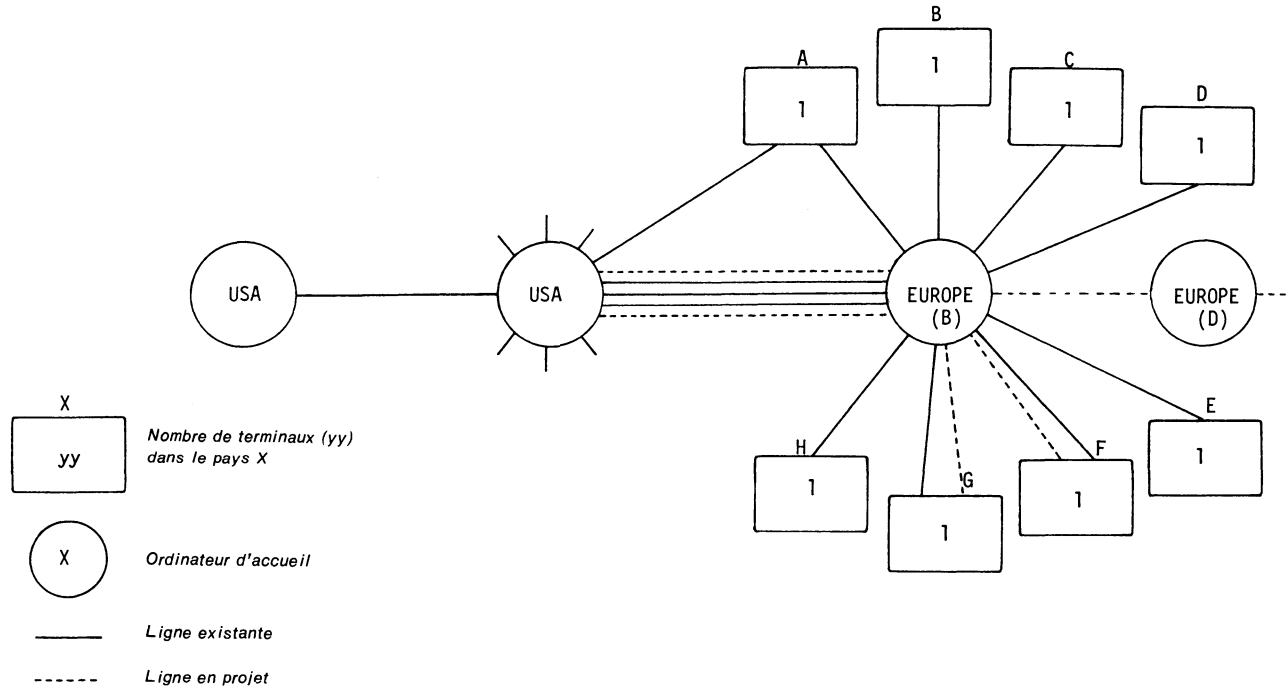 B
1
A
1
C
1
D
1
USA
USA
EUROPE
(B)
EUROPE
(D)
E
1
F
1
G
1
H
1
X
yy
Nombre de terminaux (yy)
dans le pays X
X
Ordinateur d'accueil
Ligne existante
Ligne en projet